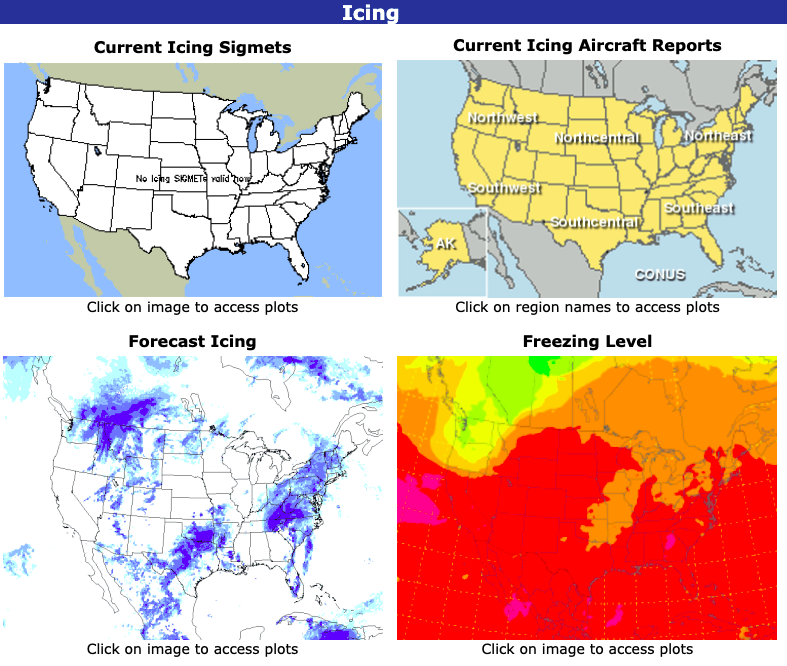 Icing
Current Icing Sigmets
Current Icing Aircraft Reports
No Icing SIGMETs valid now
Northwest
Northcentral
Northeast
Southwest
Southcentral
Southeast
AK
CONUS
Click on image to access plots
Click on region names to access plots
Forecast Icing
Freezing Level
Click on image to access plots
Click on image to access plots